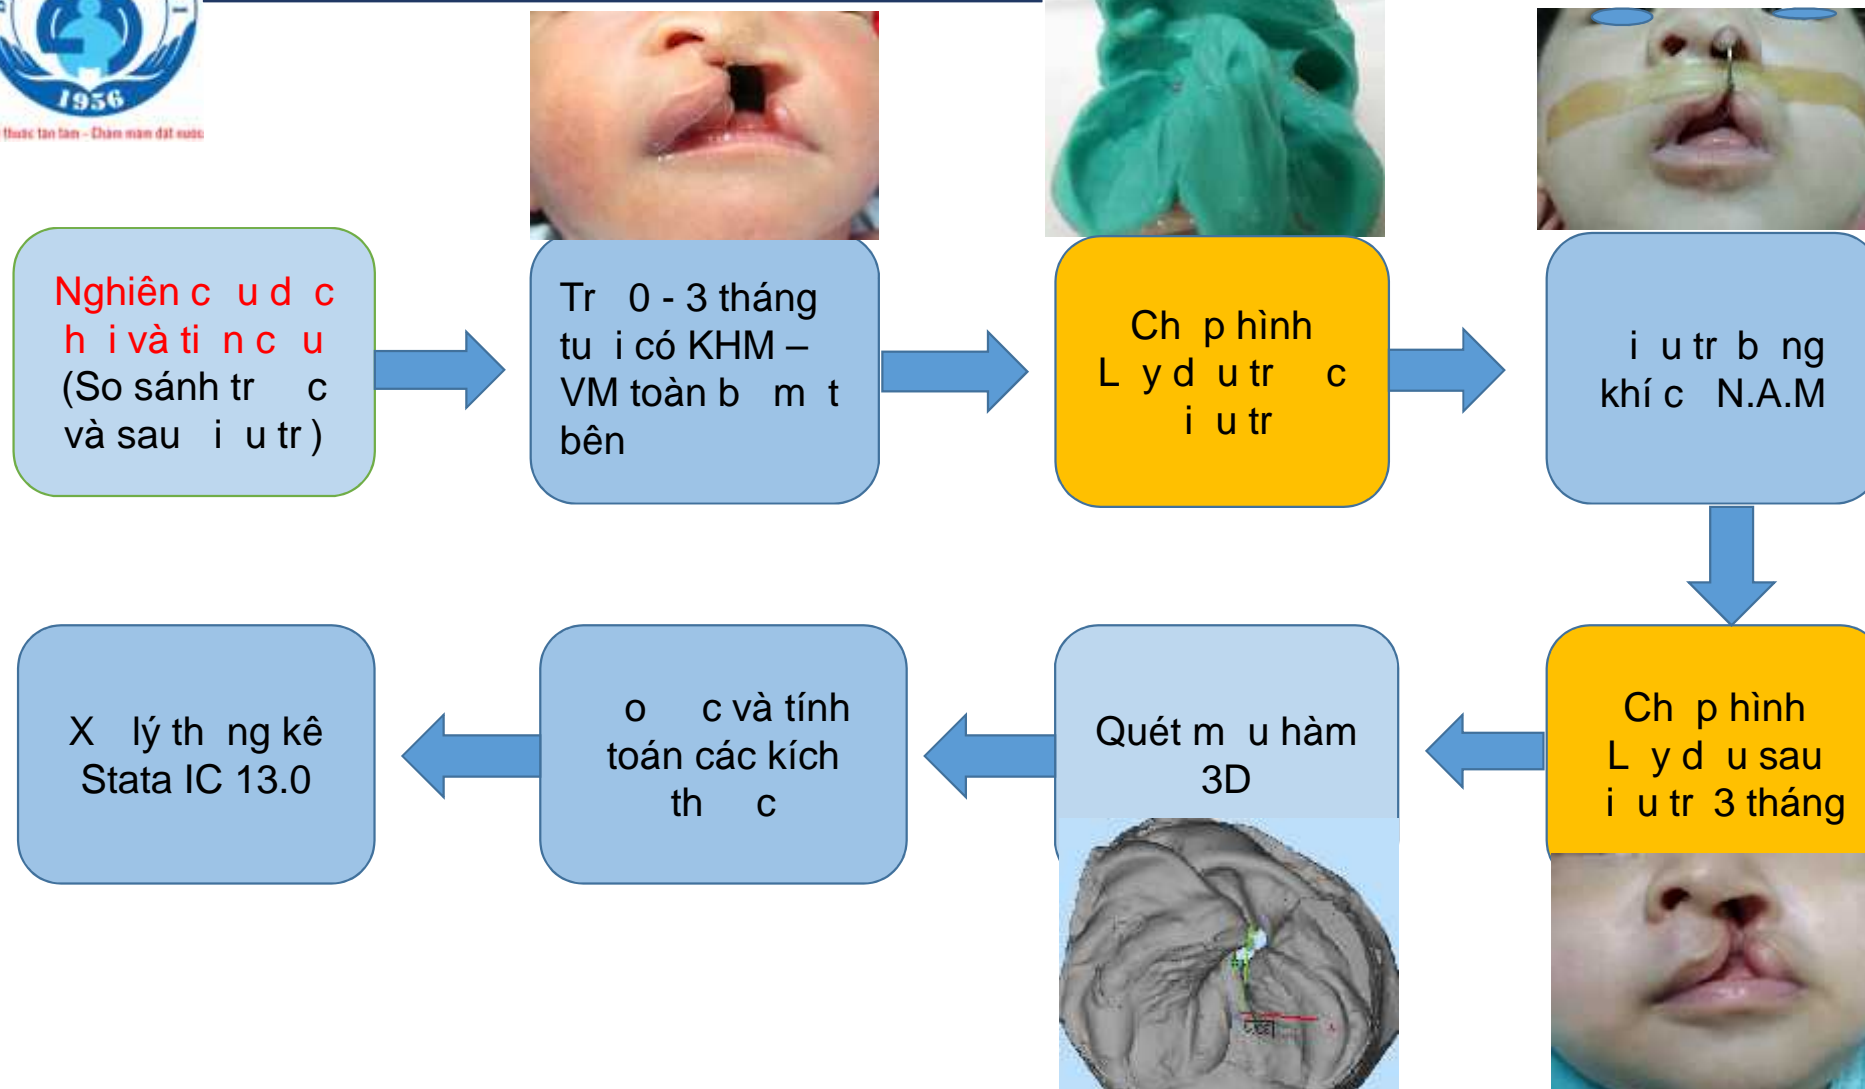 1956
Nghiên c u d c
h i và ti n c u
(So sánh tr c
và sau i u tr )
Tr 0 - 3 tháng
tu i có KHM –
VM toàn b m t
bên
Ch p hình
L y d u tr c
i u tr
i u tr b ng
khí c N.A.M
X lý th ng kê
Stata IC 13.0
o c và tính
toán các kích
th c
Quét m u hàm
3D
Ch p hình
L y d u sau
i u tr 3 tháng